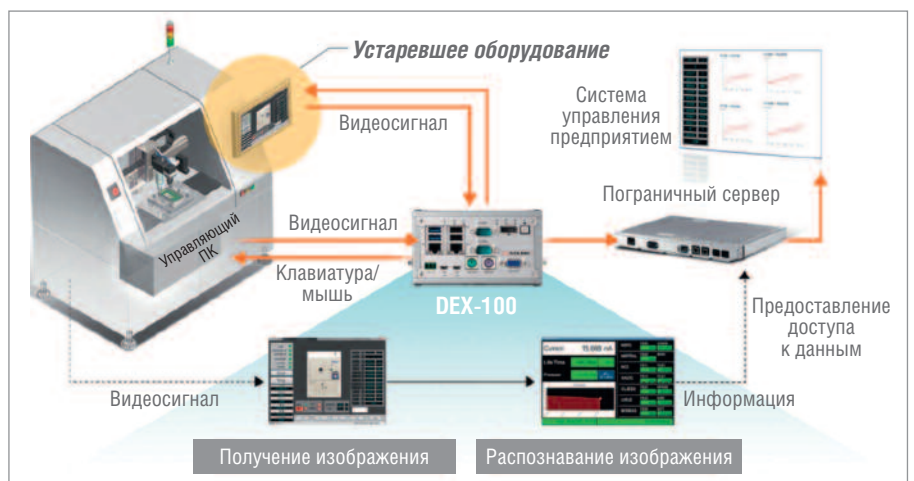 Устаревшее оборудование
Видеосигнал
Система
управления
предприятием
Пограничный сервер
Управляющий
ПК
Видеосигнал
Клавиатура/
мышь
DEX-100
Предоставление
доступа
к данным
Видеосигнал
Информация
Получение изображения
Распознавание изображения